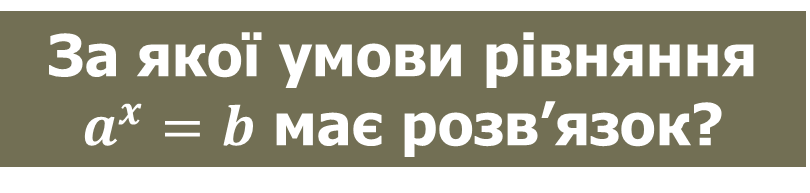 За якої умови рівняння
𝒂ˣ = 𝒃 має розв’язок?